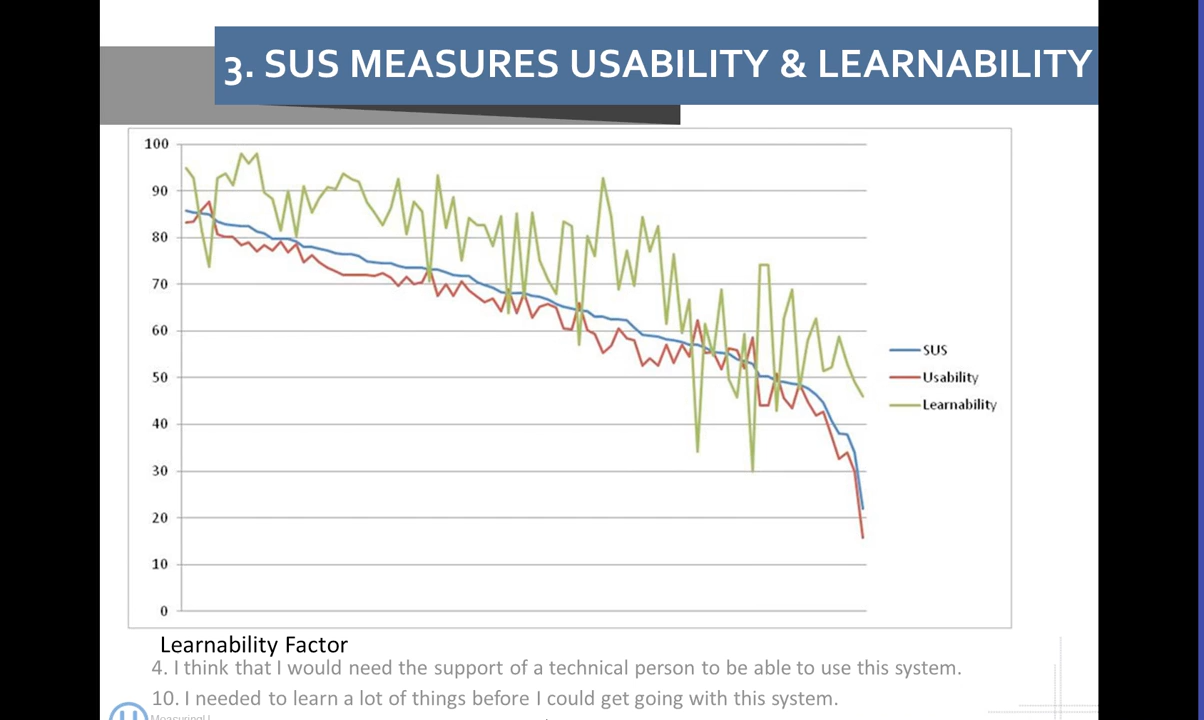 3. SUS MEASURES USABILITY & LEARNABILITY
100
90
80
70
60
50
40
30
20
10
0
SUS
Usability
Learnability
Learnability Factor
4. I think that I would need the support of a technical person to be able to use this system.
10. I needed to learn a lot of things before I could get going with this system.
MeasuringU